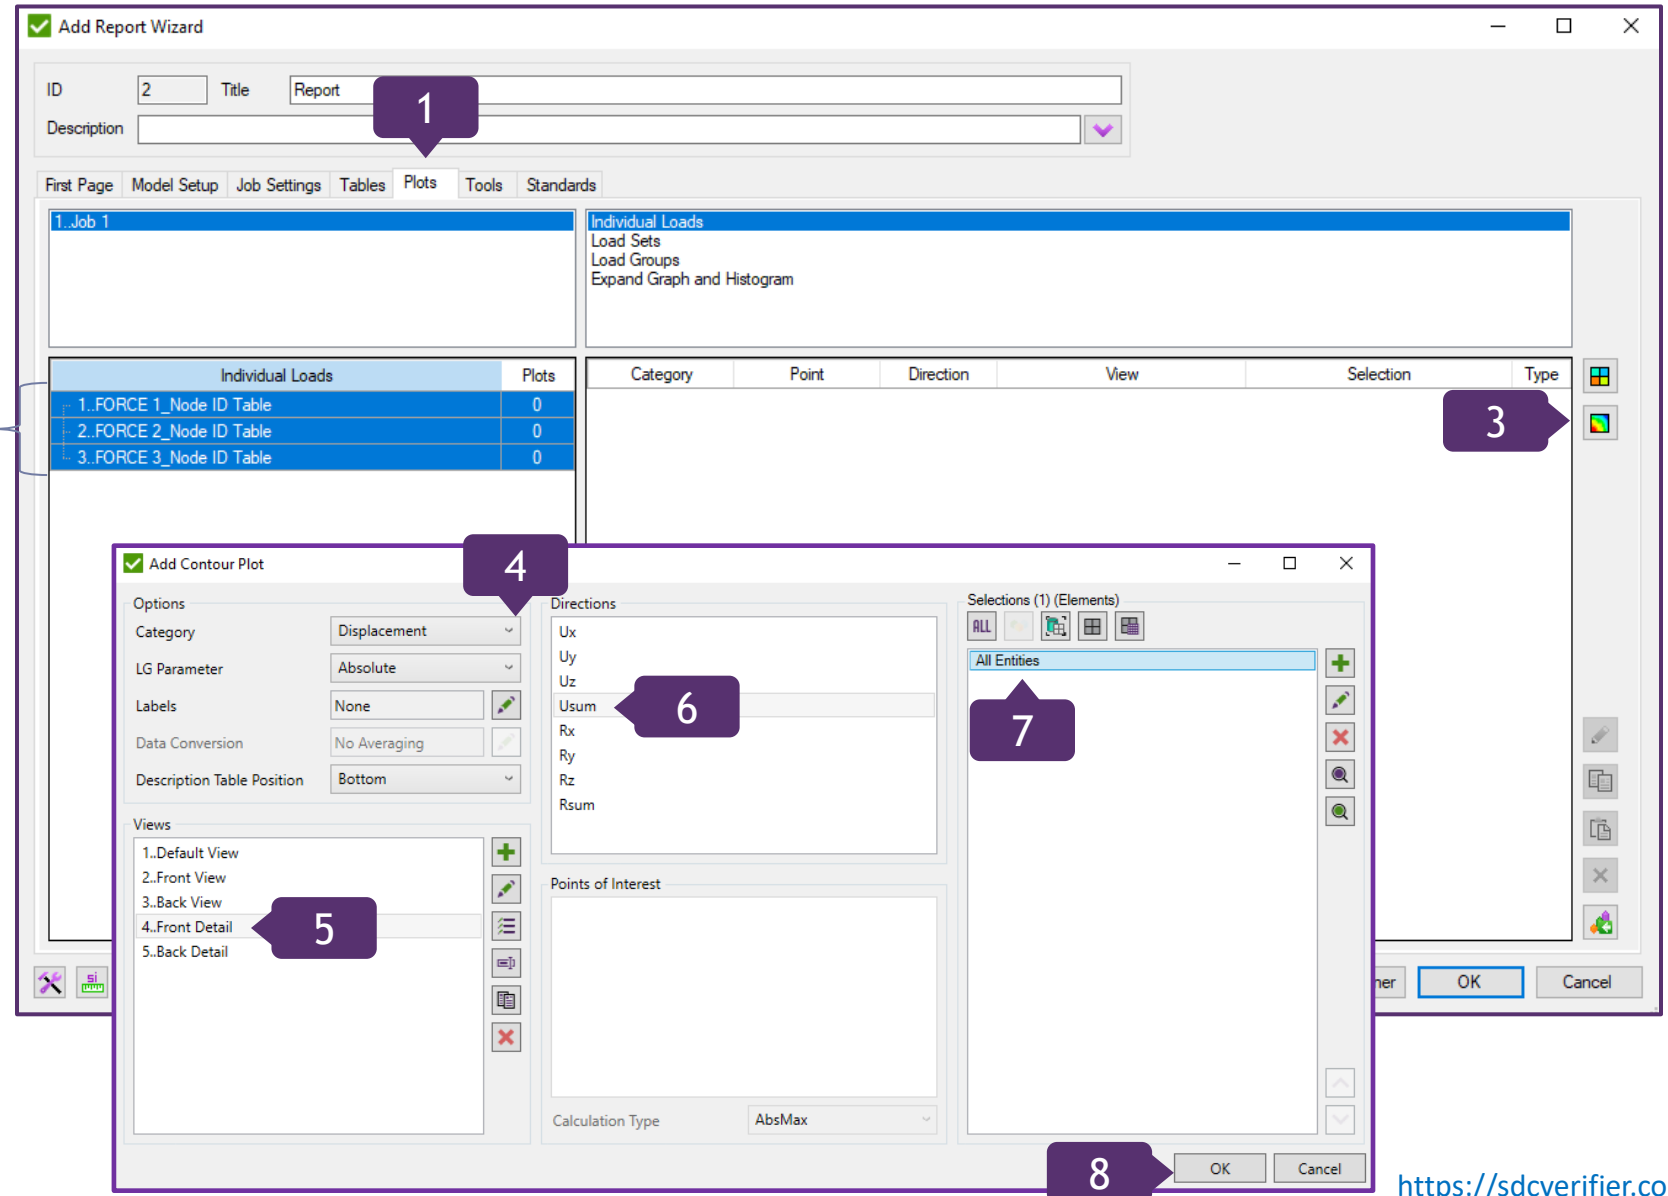 Add Report Wizard
ID 2 Title Report
1
Description
First Page Model Setup Job Settings Tables Plots Tools Standards
1..Job 1
Individual Loads
Load Sets
Load Groups
Expand Graph and Histogram
Individual Loads Plots
1..FORCE 1_Node ID Table 0
2..FORCE 2_Node ID Table 0
3..FORCE 3_Node ID Table 0
Category Point Direction View Selection Type
3
Add Contour Plot
4
Options
Category Displacement
LG Parameter Absolute
Labels None
Data Conversion No Averaging
Description Table Position Bottom
Views
1..Default View
2..Front View
3..Back View
4..Front Detail
5..Back Detail
5
Directions
Ux
Uy
Uz
Usum
Rx
Ry
Rz
Rsum
6
Points of Interest
Calculation Type AbsMax
Selections (1) (Elements)
ALL
All Entities
7
8
OK Cancel
si
OK Cancel
https://sdcverifier.co